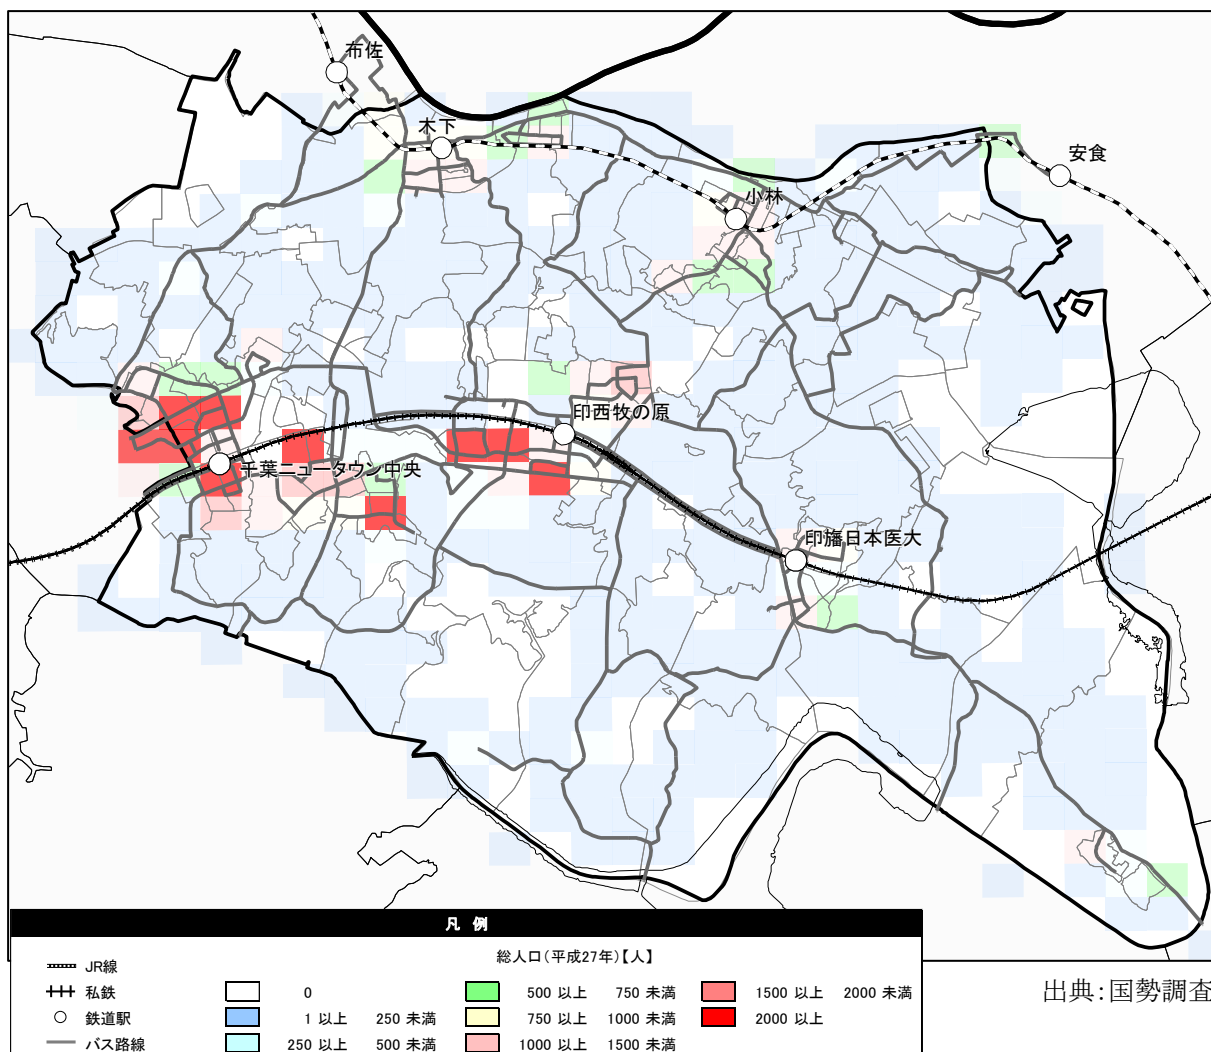 布佐
木下
安食
小林
印西牧の原
千葉ニュータウン中央
印旛日本医大
凡 例
総人口(平成27年)【人】
JR線
私鉄
鉄道駅
バス路線
0
1 以上 250 未満
250 以上 500 未満
500 以上 750 未満
750 以上 1000 未満
1000 以上 1500 未満
1500 以上 2000 未満
2000 以上
出典:国勢調査